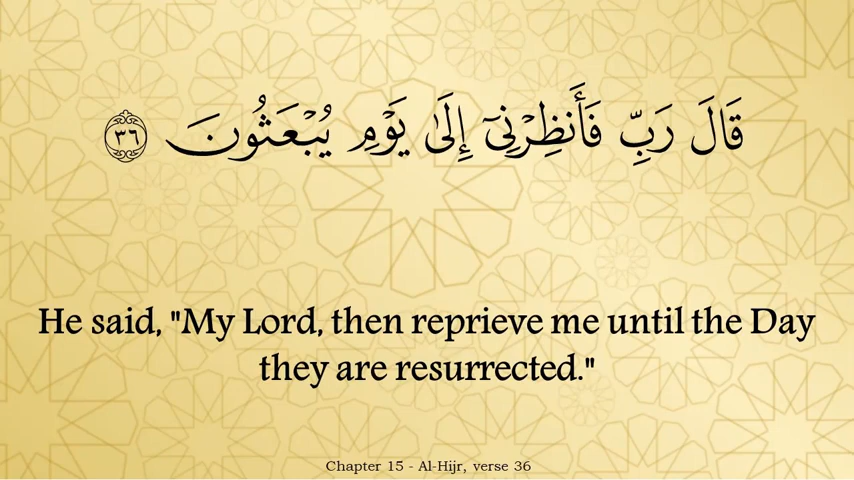 قَالَ رَبِّ فَأَنظِرْنِىٓ إِلَىٰ يَوْمِ يُبْعَثُونَ ٣٦
He said, "My Lord, then reprieve me until the Day
they are resurrected."
Chapter 15 - Al-Hijr, verse 36